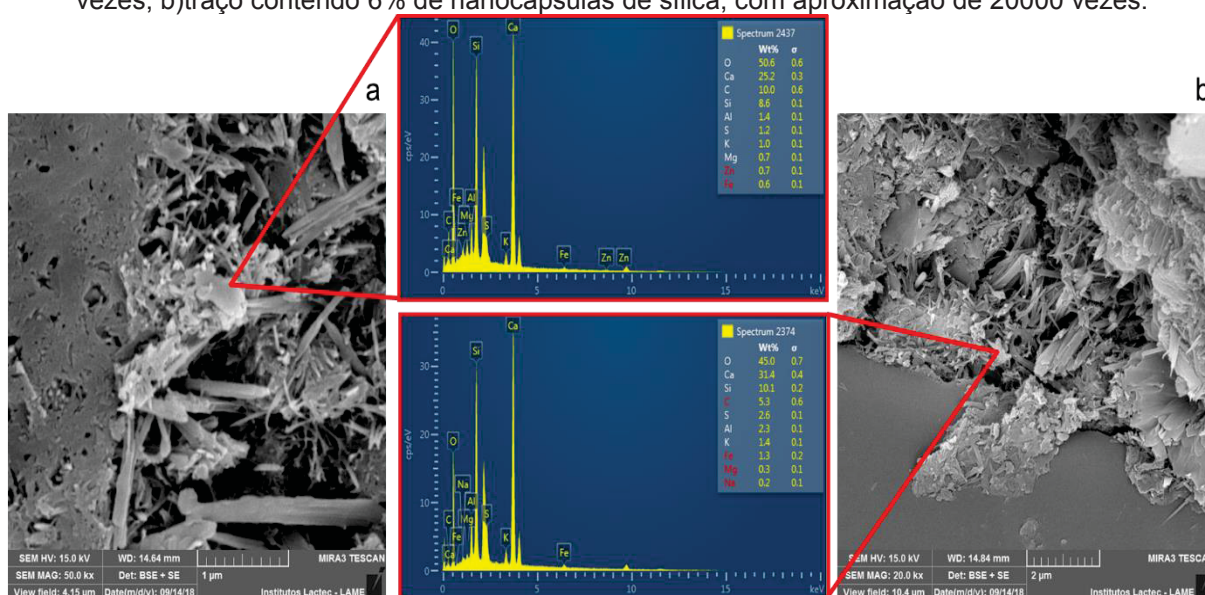 vezes; b)traço contendo 6% de nanocápsulas de sílica, com aproximação de 20000 vezes.
a
b
Spectrum 2437
Wt% σ
O 50.6 0.6
Ca 25.2 0.3
C 10.0 0.6
Si 8.6 0.1
Al 1.4 0.1
S 1.2 0.1
K 1.0 0.1
Mg 0.7 0.1
Zn 0.7 0.1
Fe 0.6 0.1
cps/eV
40
30
20
10
0
O
Si
Ca
Fe
Al
C
Mg
Zn
Ca
S
K
Fe
Zn
Zn
0 5 10 15 keV
Spectrum 2374
Wt% σ
O 45.0 0.7
Ca 31.4 0.4
Si 10.1 0.2
C 5.3 0.6
S 2.6 0.1
Al 2.3 0.1
K 1.4 0.1
Fe 1.3 0.2
Mg 0.3 0.1
Na 0.2 0.1
cps/eV
30
20
10
0
Ca
Si
O
Na
Al
C
Mg
S
Fe
Ca
K
Fe
0 5 10 15 keV
SEM HV: 15.0 kV WD: 14.64 mm MIRA3 TESCAN
SEM MAG: 50.0 kx Det: BSE + SE 1 µm
View field: 4.15 µm Date(m/d/y): 09/14/18 Institutos Lactec - LAME
SEM HV: 15.0 kV WD: 14.84 mm MIRA3 TESC
SEM MAG: 20.0 kx Det: BSE + SE 2 µm
View field: 10.4 µm Date(m/d/y): 09/14/18 Institutos Lactec - LAME